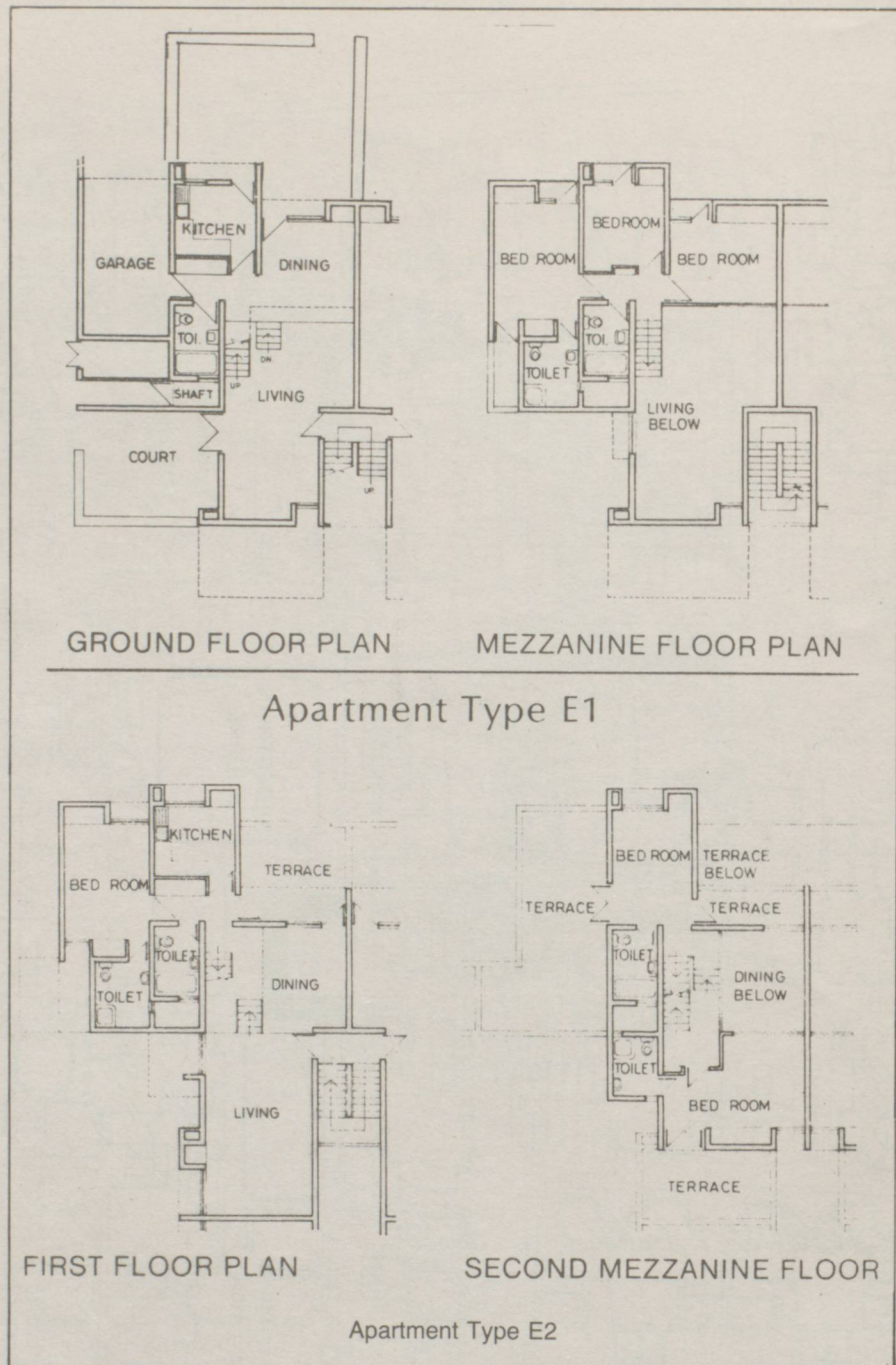 KITCHEN
GARAGE
DINING
TOI.
DN.
UP
SHAFT
LIVING
COURT
UP
GROUND FLOOR PLAN
BED ROOM
BEDROOM
BED ROOM
TOI.
TOILET
LIVING
BELOW
MEZZANINE FLOOR PLAN
Apartment Type E1
KITCHEN
BED ROOM
TERRACE
TOILET
TOILET
DINING
LIVING
FIRST FLOOR PLAN
BED ROOM
TERRACE
BELOW
TERRACE
TERRACE
TOILET
DINING
BELOW
TOILET
BED ROOM
TERRACE
SECOND MEZZANINE FLOOR
Apartment Type E2